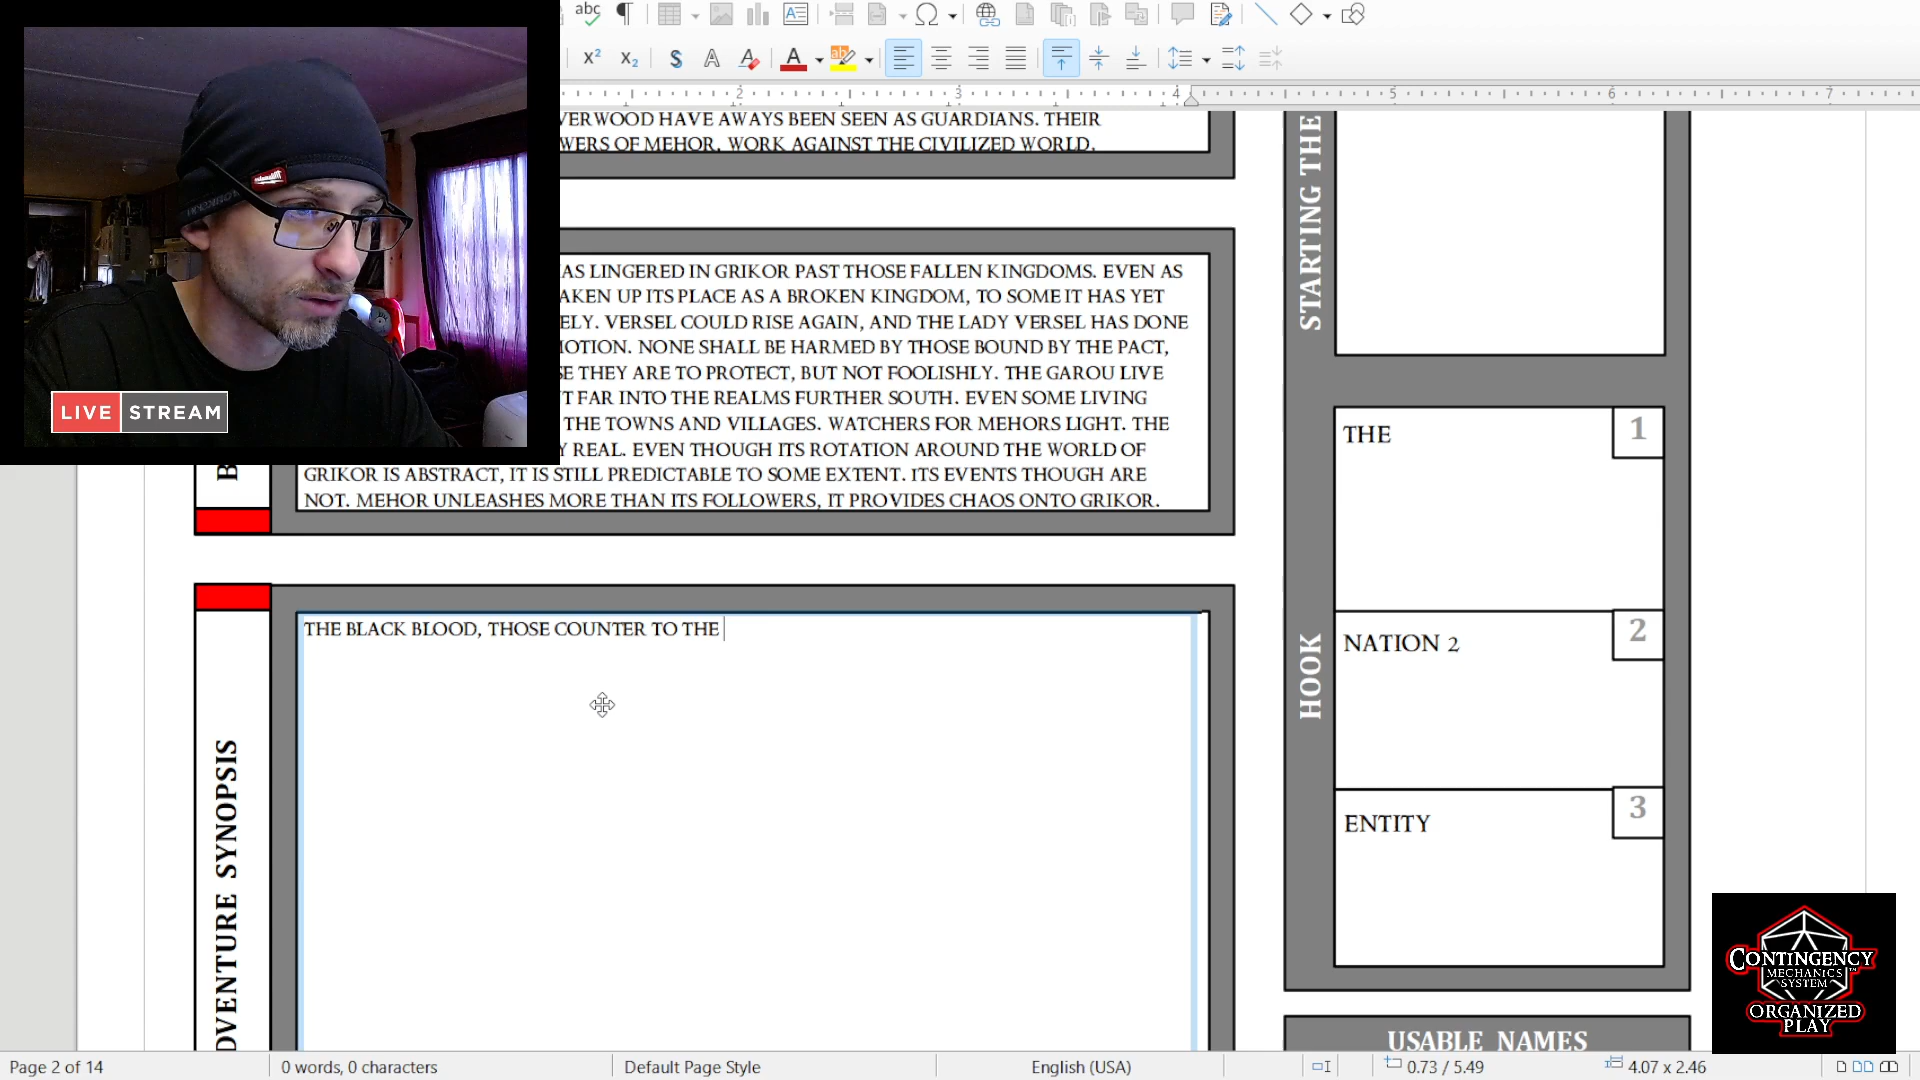 2
3
4
5
6
7
VERWOOD HAVE AWAYS BEEN SEEN AS GUARDIANS. THEIR
WERS OF MEHOR, WORK AGAINST THE CIVILIZED WORLD.
AS LINGERED IN GRIKOR PAST THOSE FALLEN KINGDOMS. EVEN AS
AKEN UP ITS PLACE AS A BROKEN KINGDOM, TO SOME IT HAS YET
ELY. VERSEL COULD RISE AGAIN, AND THE LADY VERSEL HAS DONE
MOTION. NONE SHALL BE HARMED BY THOSE BOUND BY THE PACT,
SE THEY ARE TO PROTECT, BUT NOT FOOLISHLY. THE GAROU LIVE
T FAR INTO THE REALMS FURTHER SOUTH. EVEN SOME LIVING
THE TOWNS AND VILLAGES. WATCHERS FOR MEHORS LIGHT. THE
Y REAL. EVEN THOUGH ITS ROTATION AROUND THE WORLD OF
GRIKOR IS ABSTRACT, IT IS STILL PREDICTABLE TO SOME EXTENT. ITS EVENTS THOUGH ARE
NOT. MEHOR UNLEASHES MORE THAN ITS FOLLOWERS, IT PROVIDES CHAOS ONTO GRIKOR.
B
DVENTURE SYNOPSIS
THE BLACK BLOOD, THOSE COUNTER TO THE
STARTING THE
HOOK
THE
1
NATION 2
2
ENTITY
3
USABLE NAMES
LIVE STREAM
CONTINGENCY
MECHANICS
SYSTEM
ORGANIZED
PLAY
Page 2 of 14
0 words, 0 characters
Default Page Style
English (USA)
0.73 / 5.49
4.07 x 2.46